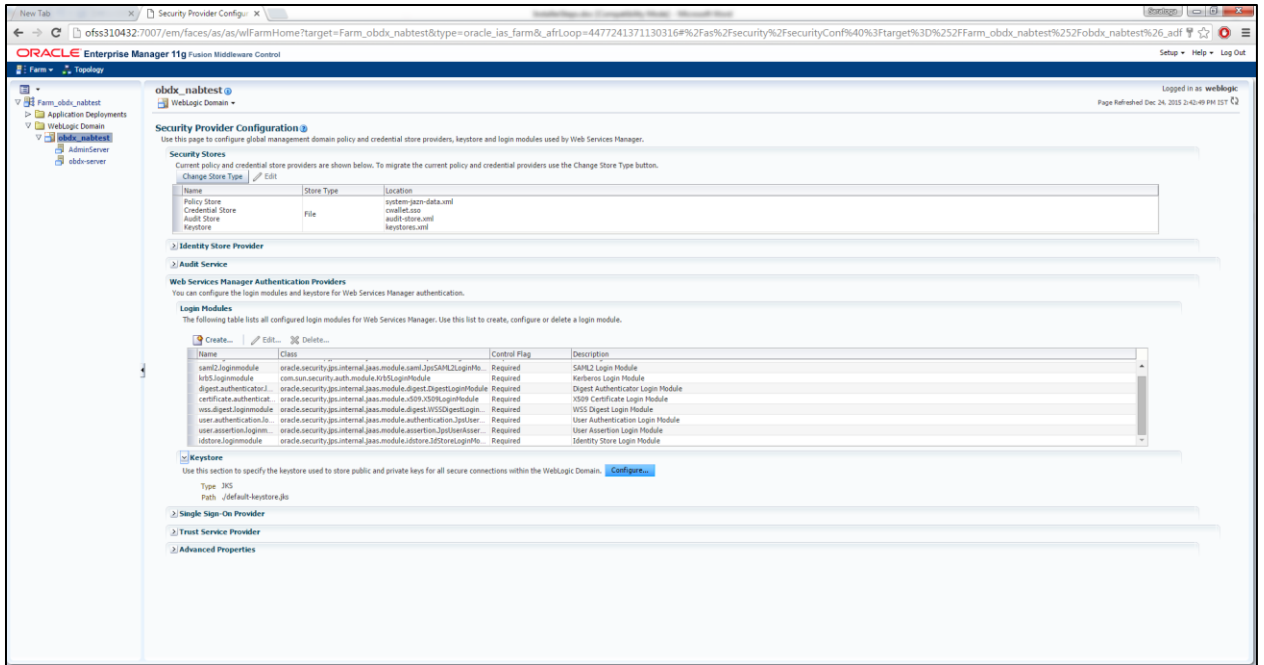 New Tab
Security Provider Configur
ofss310432:7007/em/faces/as/as/wlFarmHome?target=Farm_obdx_nabtest&type=oracle_ias_farm&_afrLoop=4477241371130316#%2Fas%2Fsecurity%2FsecurityConf%40%3Ftarget%3D%252FFarm_obdx_nabtest%252Fobdx_nabtest%26_adf
ORACLE Enterprise Manager 11g Fusion Middleware Control
Setup Help Log Out
Farm Topology
Farm_obdx_nabtest
Application Deployments
WebLogic Domain
obdx_nabtest
AdminServer
obdx-server
obdx_nabtest
Logged in as weblogic
WebLogic Domain
Page Refreshed Dec 24, 2015 2:42:49 PM IST
Security Provider Configuration
Use this page to configure global management domain policy and credential store providers, keystore and login modules used by Web Services Manager.
Security Stores
Current policy and credential store providers are shown below. To migrate the current policy and credential providers use the Change Store Type button.
Change Store Type Edit
Name Store Type Location
Policy Store system-jazn-data.xml
Credential Store cwallet.sso
File
Audit Store audit-store.xml
Keystore keystores.xml
Identity Store Provider
Audit Service
Web Services Manager Authentication Providers
You can configure the login modules and keystore for Web Services Manager authentication.
Login Modules
The following table lists all configured login modules for Web Services Manager. Use this list to create, configure or delete a login module.
Create... Edit... Delete...
Name Class Control Flag Description
saml2.loginmodule oracle.security.jps.internal.jaas.module.saml.JpsSAML2LoginMo... Required SAML2 Login Module
krb5.loginmodule com.sun.security.auth.module.Krb5LoginModule Required Kerberos Login Module
digest.authenticator.l... oracle.security.jps.internal.jaas.module.digest.DigestLoginModule Required Digest Authenticator Login Module
certificate.authenticat... oracle.security.jps.internal.jaas.module.x509.X509LoginModule Required X509 Certificate Login Module
wss.digest.loginmodule oracle.security.jps.internal.jaas.module.digest.WSSDigestLogin... Required WSS Digest Login Module
user.authentication.lo... oracle.security.jps.internal.jaas.module.authentication.JpsUser... Required User Authentication Login Module
user.assertion.loginm... oracle.security.jps.internal.jaas.module.assertion.JpsUserAsser... Required User Assertion Login Module
idstore.loginmodule oracle.security.jps.internal.jaas.module.idstore.IdStoreLoginMo... Required Identity Store Login Module
Keystore
Use this section to specify the keystore used to store public and private keys for all secure connections within the WebLogic Domain. Configure...
Type JKS
Path ./default-keystore.jks
Single Sign-On Provider
Trust Service Provider
Advanced Properties